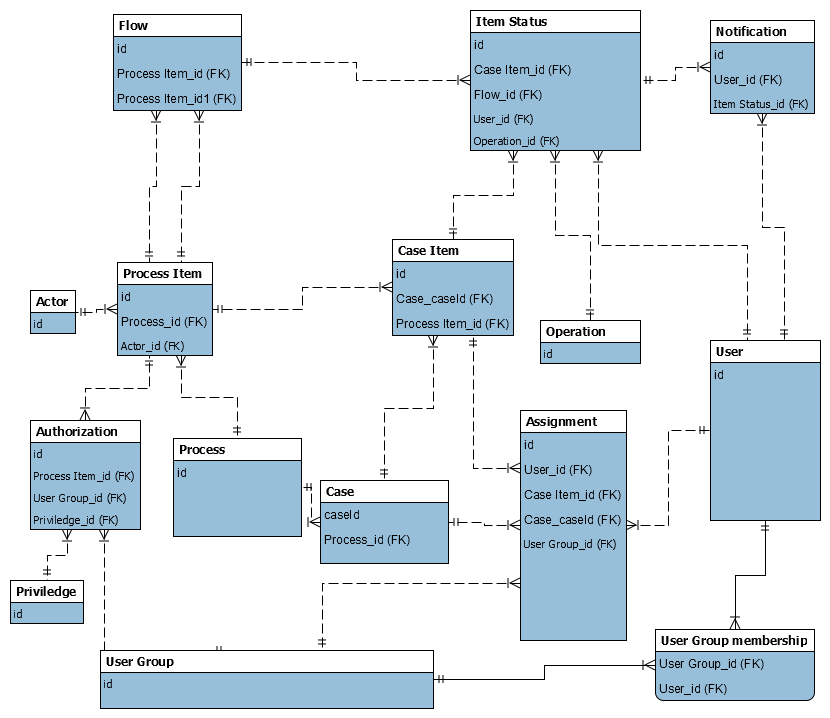 Flow
id
Process Item_id (FK)
Process Item_id1 (FK)
Item Status
id
Case Item_id (FK)
Flow_id (FK)
User_id (FK)
Operation_id (FK)
Notification
id
User_id (FK)
Item Status_id (FK)
Actor
id
Process Item
id
Process_id (FK)
Actor_id (FK)
Case Item
id
Case_caseId (FK)
Process Item_id (FK)
Operation
id
User
id
Authorization
id
Process Item_id (FK)
User Group_id (FK)
Priviledge_id (FK)
Process
id
Case
caseId
Process_id (FK)
Assignment
id
User_id (FK)
Case Item_id (FK)
Case_caseId (FK)
User Group_id (FK)
Priviledge
id
User Group
id
User Group membership
User Group_id (FK)
User_id (FK)